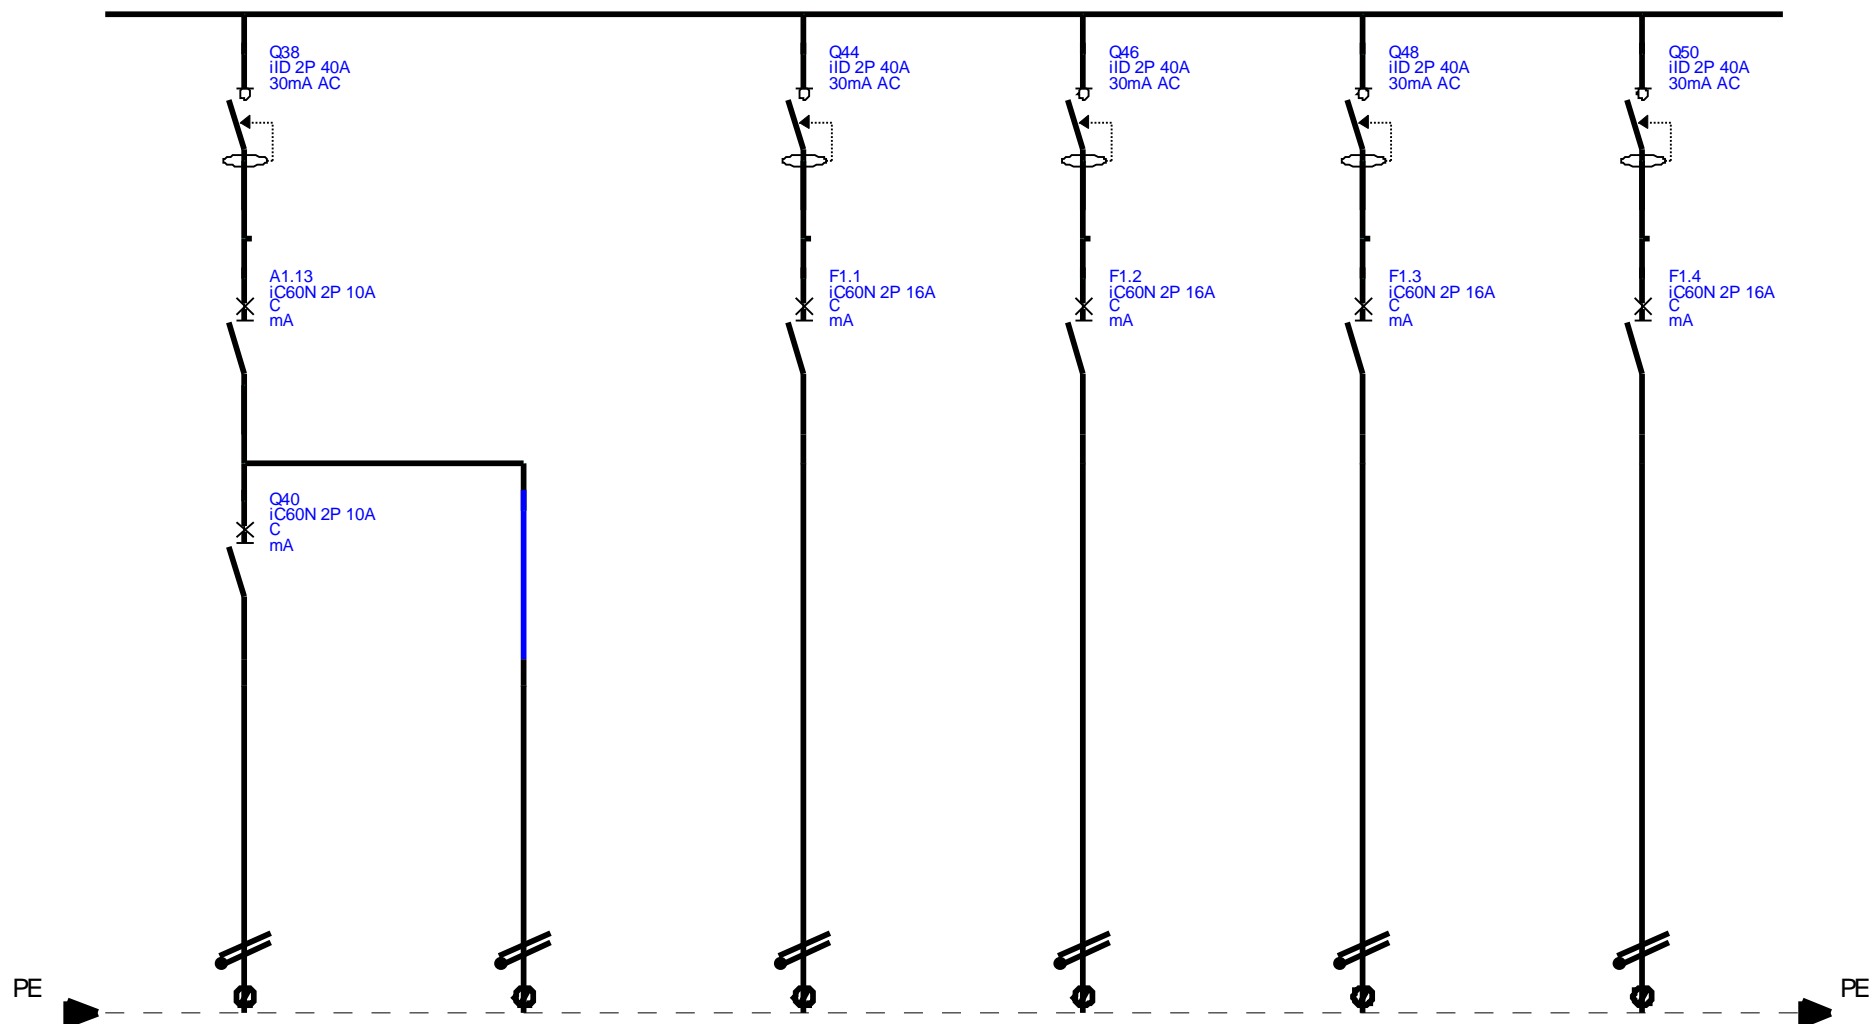 Q38
iID 2P 40A
30mA AC
Q44
iID 2P 40A
30mA AC
Q46
iID 2P 40A
30mA AC
Q48
iID 2P 40A
30mA AC
Q50
iID 2P 40A
30mA AC
A1.13
iC60N 2P 10A
C
mA
F1.1
iC60N 2P 16A
C
mA
F1.2
iC60N 2P 16A
C
mA
F1.3
iC60N 2P 16A
C
mA
F1.4
iC60N 2P 16A
C
mA
Q40
iC60N 2P 10A
C
mA
PE
PE